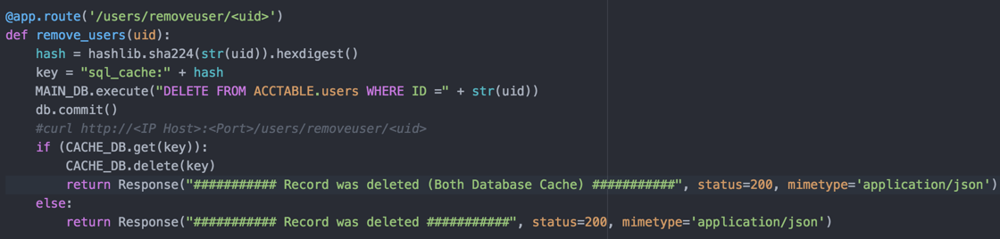 @app.route('/users/removeuser/<uid>')
def remove_users(uid):
    hash = hashlib.sha224(str(uid)).hexdigest()
    key = "sql_cache:" + hash
    MAIN_DB.execute("DELETE FROM ACCTABLE.users WHERE ID =" + str(uid))
    db.commit()
    #curl http://<IP Host>:<Port>/users/removeuser/<uid>
    if (CACHE_DB.get(key)):
        CACHE_DB.delete(key)
        return Response("########### Record was deleted (Both Database Cache) ###########", status=200, mimetype='application/json')
    else:
        return Response("########### Record was deleted ###########", status=200, mimetype='application/json')